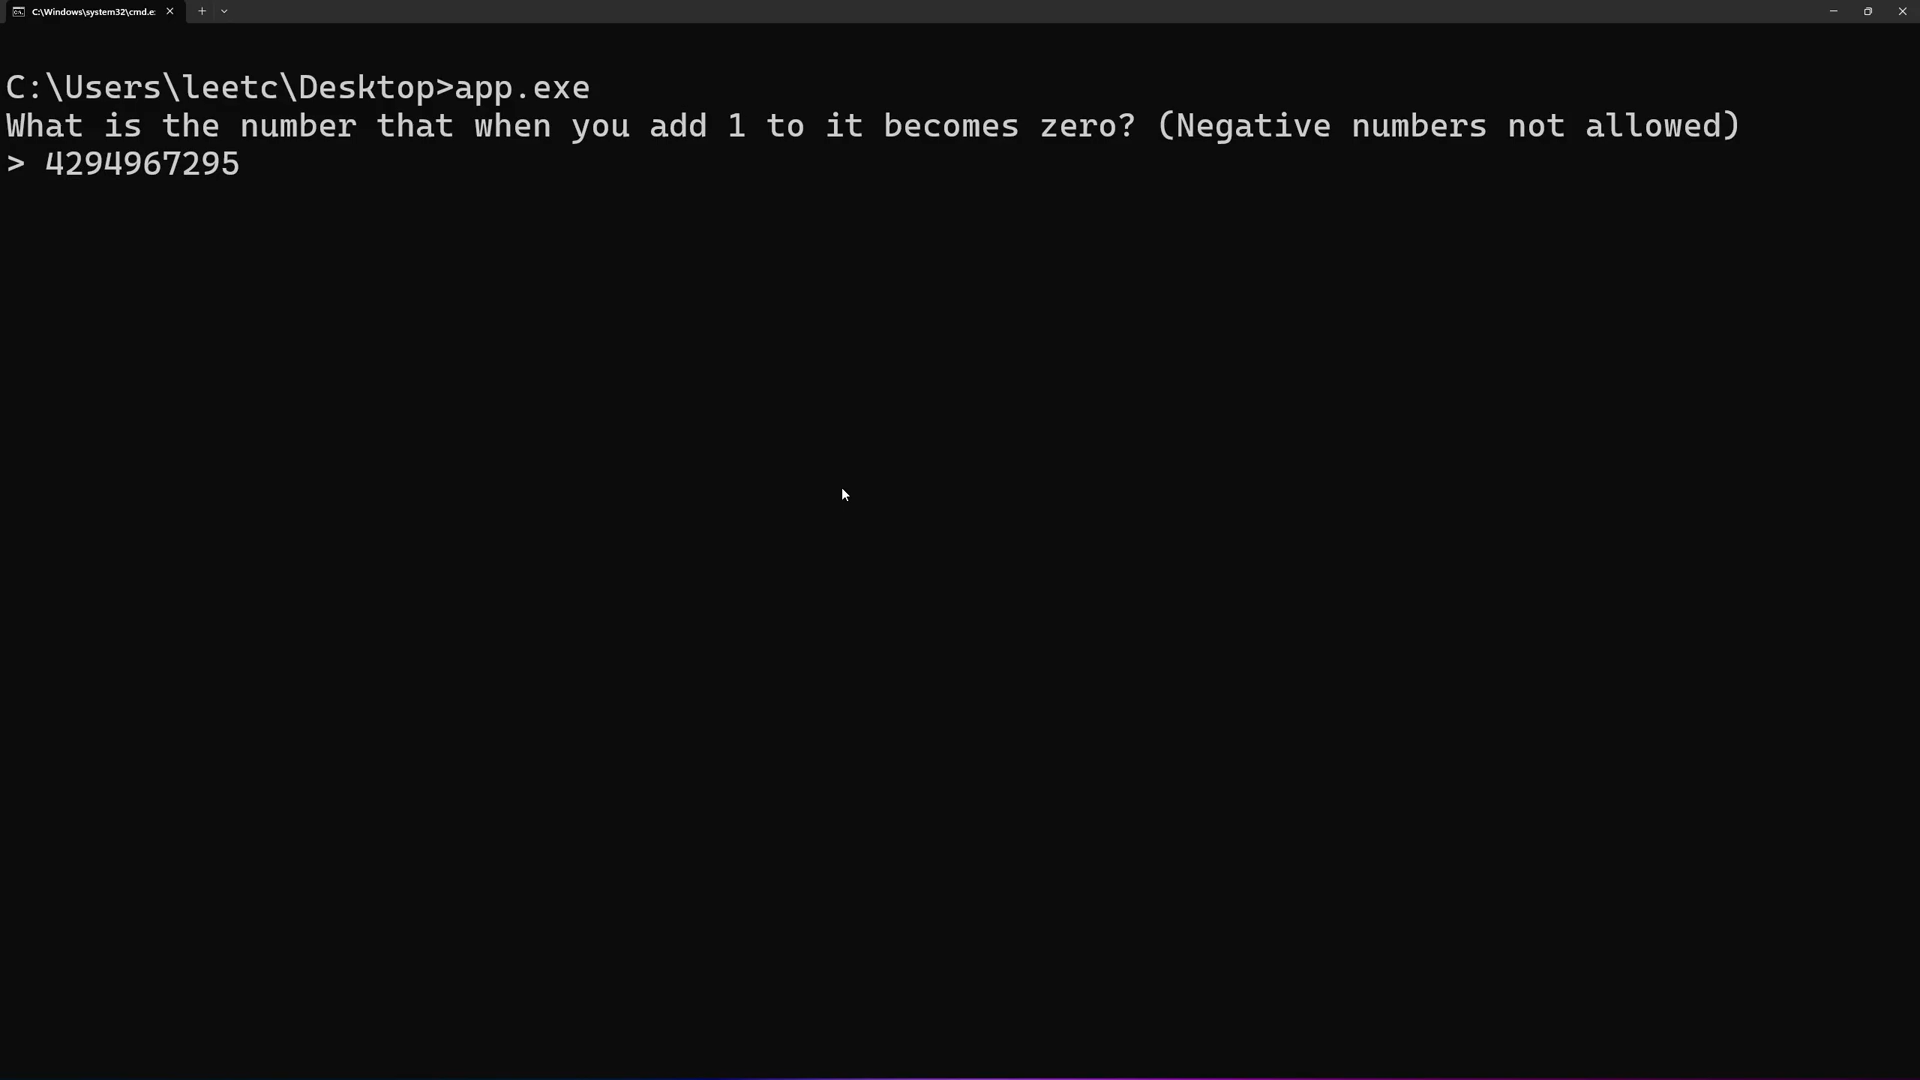 C:\Windows\system32\cmd.e
C:\Users\leetc\Desktop>app.exe
What is the number that when you add 1 to it becomes zero? (Negative numbers not allowed)
> 4294967295